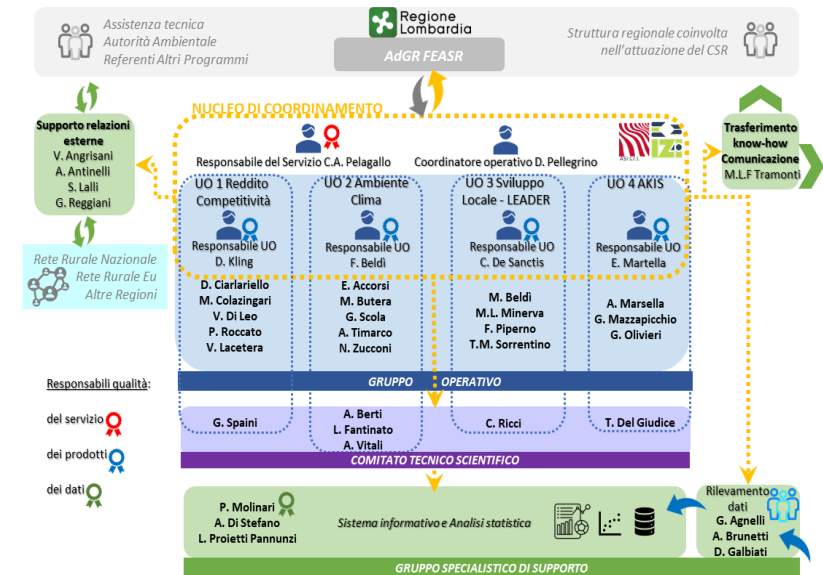 Assistenza tecnica
Autorità Ambientale
Referenti Altri Programmi
Regione
Lombardia
AdGR FEASR
Struttura regionale coinvolta
nell'attuazione del CSR
NUCLEO DI COORDINAMENTO
Supporto relazioni
esterne
V. Angrisani
A. Antinelli
S. Lalli
G. Reggiani
Responsabile del Servizio C.A. Pelagallo
Coordinatore operativo D. Pellegrino
ASI s.r.l.
IZI
Trasferimento
know-how
Comunicazione
M.L.F Tramonti
UO 1 Reddito
Competitività
Responsabile UO
D. Kling
UO 2 Ambiente
Clima
Responsabile UO
F. Beldì
UO 3 Sviluppo
Locale - LEADER
Responsabile UO
C. De Sanctis
UO 4 AKIS
Responsabile UO
E. Martella
Rete Rurale Nazionale
Rete Rurale Eu
Altre Regioni
D. Ciarlariello
M. Colazingari
V. Di Leo
P. Roccato
V. Lacetera
E. Accorsi
M. Butera
G. Scola
A. Timarco
N. Zucconi
M. Beldì
M.L. Minerva
F. Piperno
T.M. Sorrentino
A. Marsella
G. Mazzapicchio
G. Olivieri
GRUPPO OPERATIVO
Responsabili qualità:
del servizio
dei prodotti
dei dati
G. Spaini
A. Berti
L. Fantinato
A. Vitali
C. Ricci
T. Del Giudice
COMITATO TECNICO SCIENTIFICO
P. Molinari
A. Di Stefano
L. Proietti Pannunzi
Sistema informativo e Analisi statistica
Rilevamento
dati
G. Agnelli
A. Brunetti
D. Galbiati
GRUPPO SPECIALISTICO DI SUPPORTO